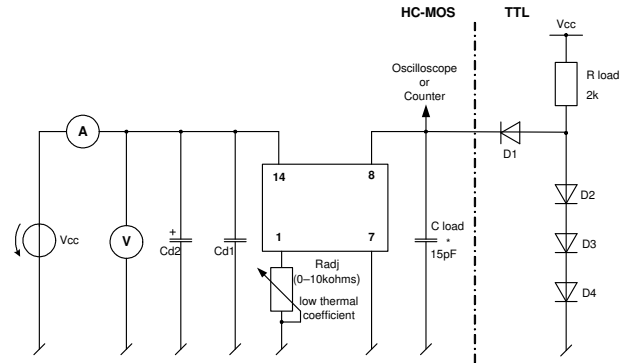 HC-MOS
TTL
Vcc
Oscilloscope
or
Counter
R load
2k
A
D1
14
8
D2
+
C load
*
15pF
Vcc
V
Cd2
Cd1
1
7
D3
Radj
(0–10kohms)
low thermal
coefficient
D4